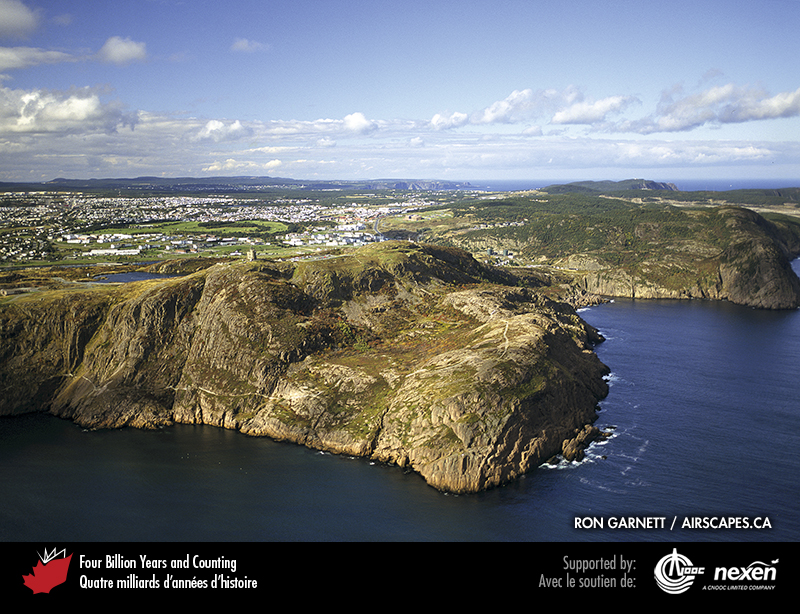 RON GARNETT / AIRSCAPES.CA
Four Billion Years and Counting
Quatre milliards d'années d'histoire
Supported by:
Avec le soutien de:
CNOOC
nexen
A CNOOC LIMITED COMPANY